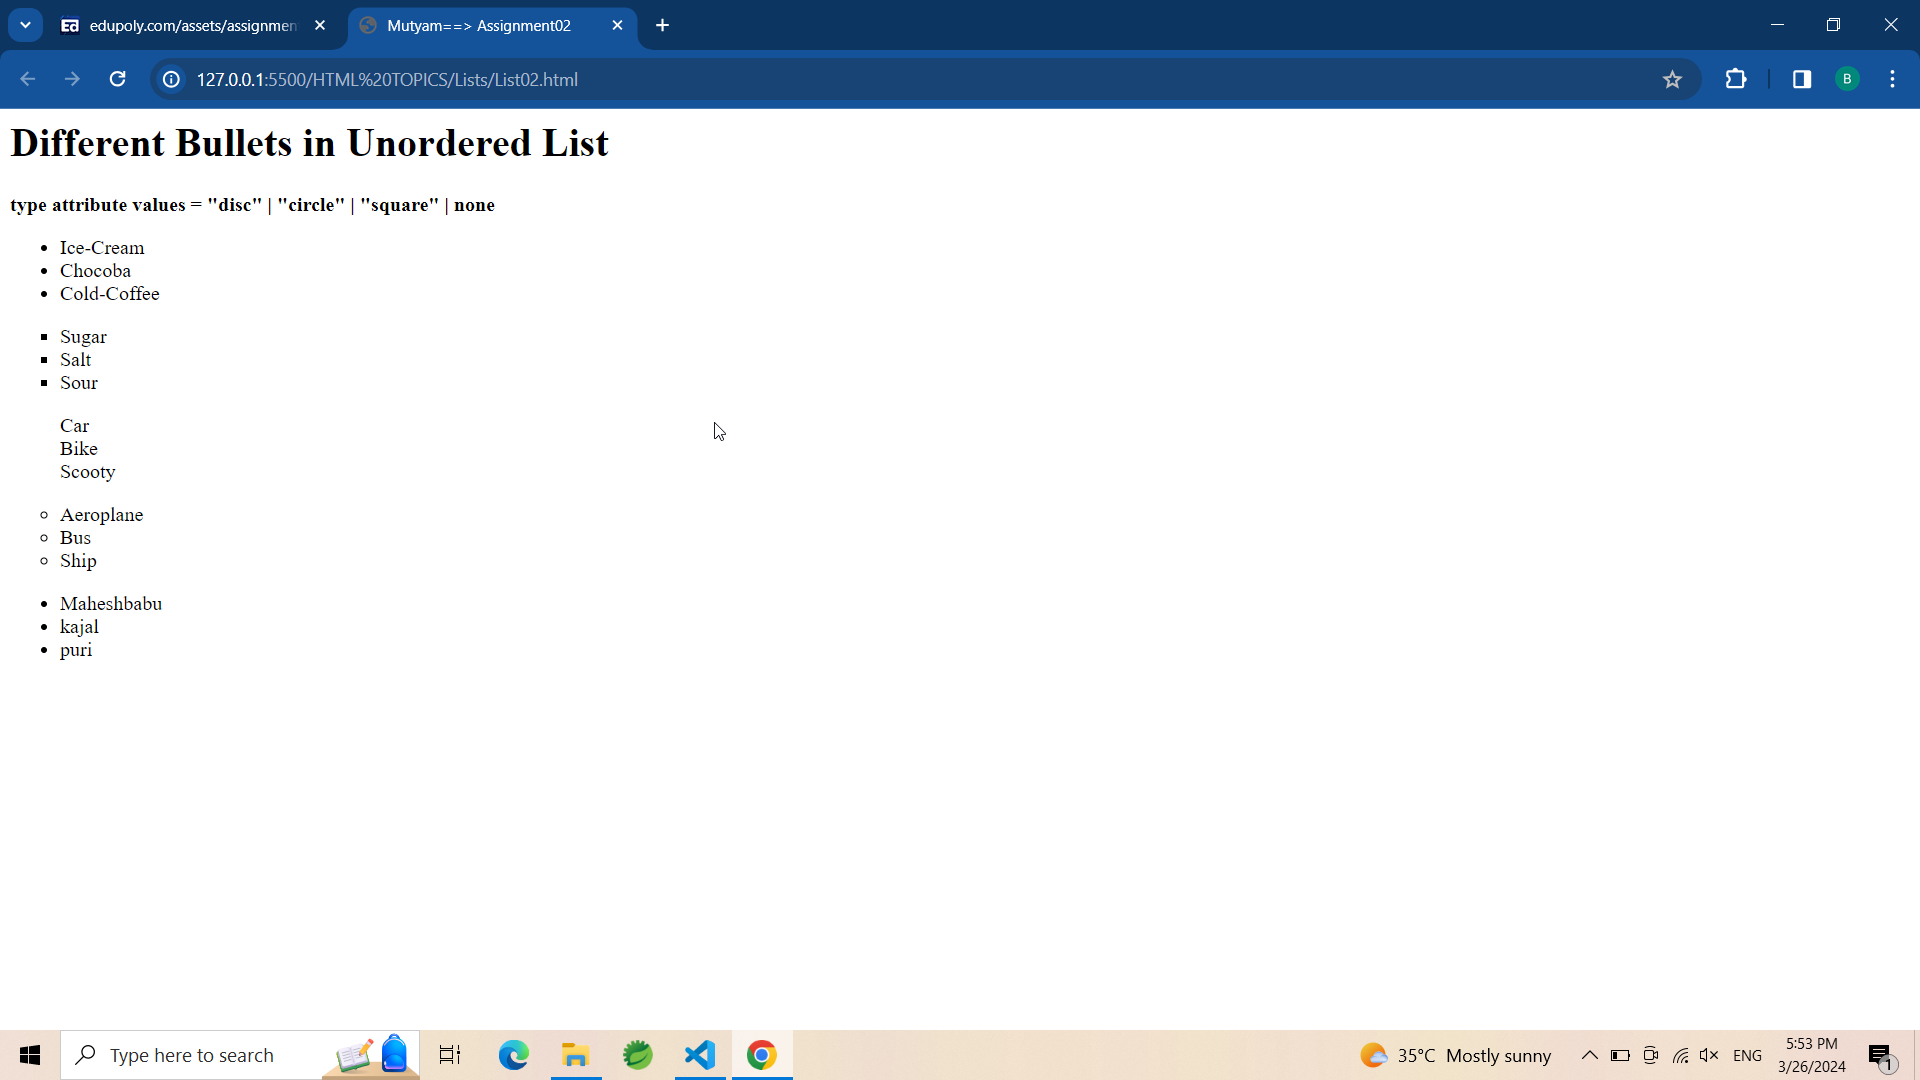 edupoly.com/assets/assignmen
Mutyam==> Assignment02
127.0.0.1:5500/HTML%20TOPICS/Lists/List02.html
B
Different Bullets in Unordered List
type attribute values = "disc" | "circle" | "square" | none
Ice-Cream
Chocoba
Cold-Coffee
Sugar
Salt
Sour
Car
Bike
Scooty
Aeroplane
Bus
Ship
Maheshbabu
kajal
puri
Type here to search
35°C Mostly sunny
ENG
5:53 PM
3/26/2024
1